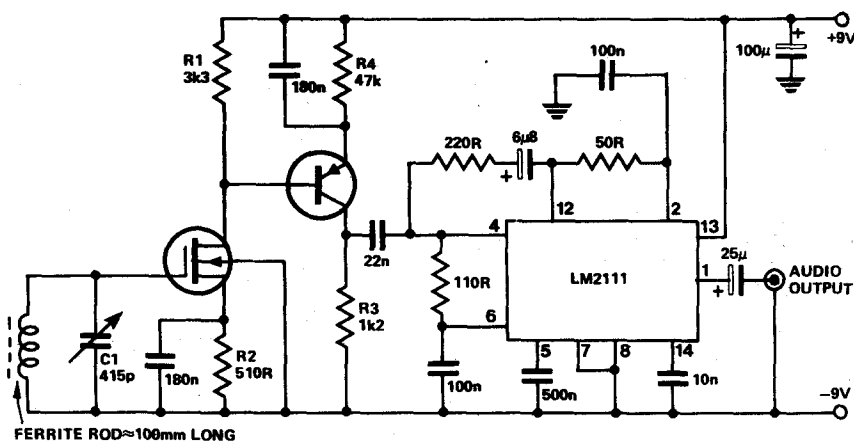 +9V
R1
3k3
180n
R4
47k
100n
100µ
+
220R
6µ8
+
50R
12
2
13
4
22n
110R
LM2111
1
25µ
+
AUDIO
OUTPUT
6
R3
1k2
5
7
8
14
C1
415p
180n
R2
510R
100n
500n
10n
−9V
FERRITE ROD≈100mm LONG